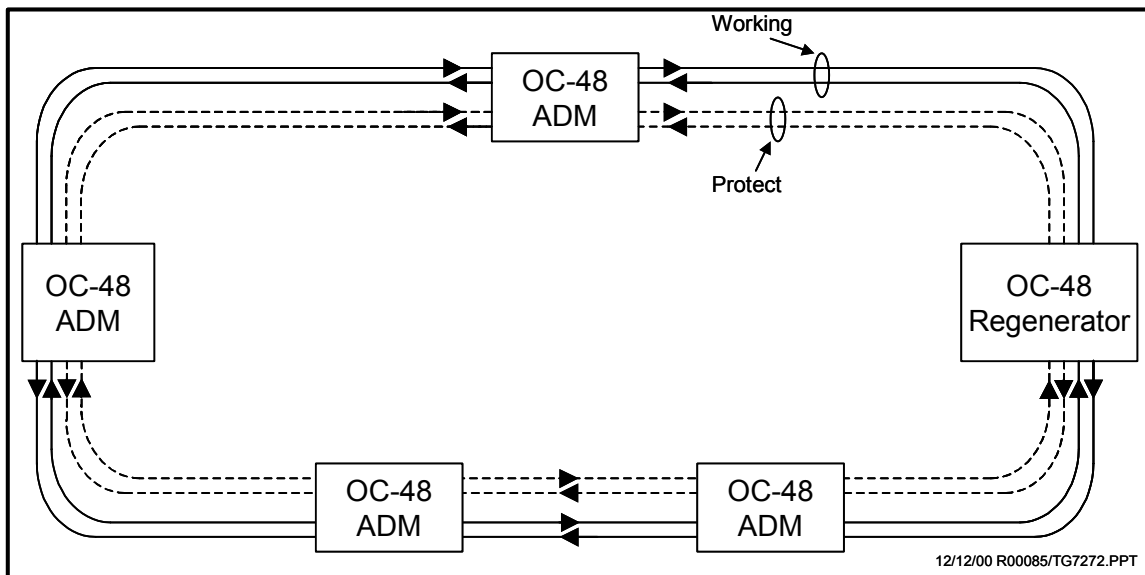 Working
OC-48
ADM
Protect
OC-48
ADM
OC-48
Regenerator
OC-48
ADM
OC-48
ADM
12/12/00 R00085/TG7272.PPT